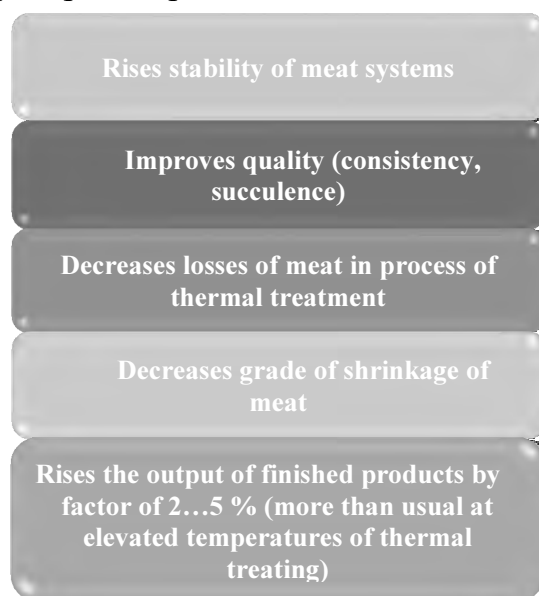 Rises stability of meat systems
Improves quality (consistency,
succulence)
Decreases losses of meat in process of
thermal treatment
Decreases grade of shrinkage of
meat
Rises the output of finished products by
factor of 2…5 % (more than usual at
elevated temperatures of thermal
treating)